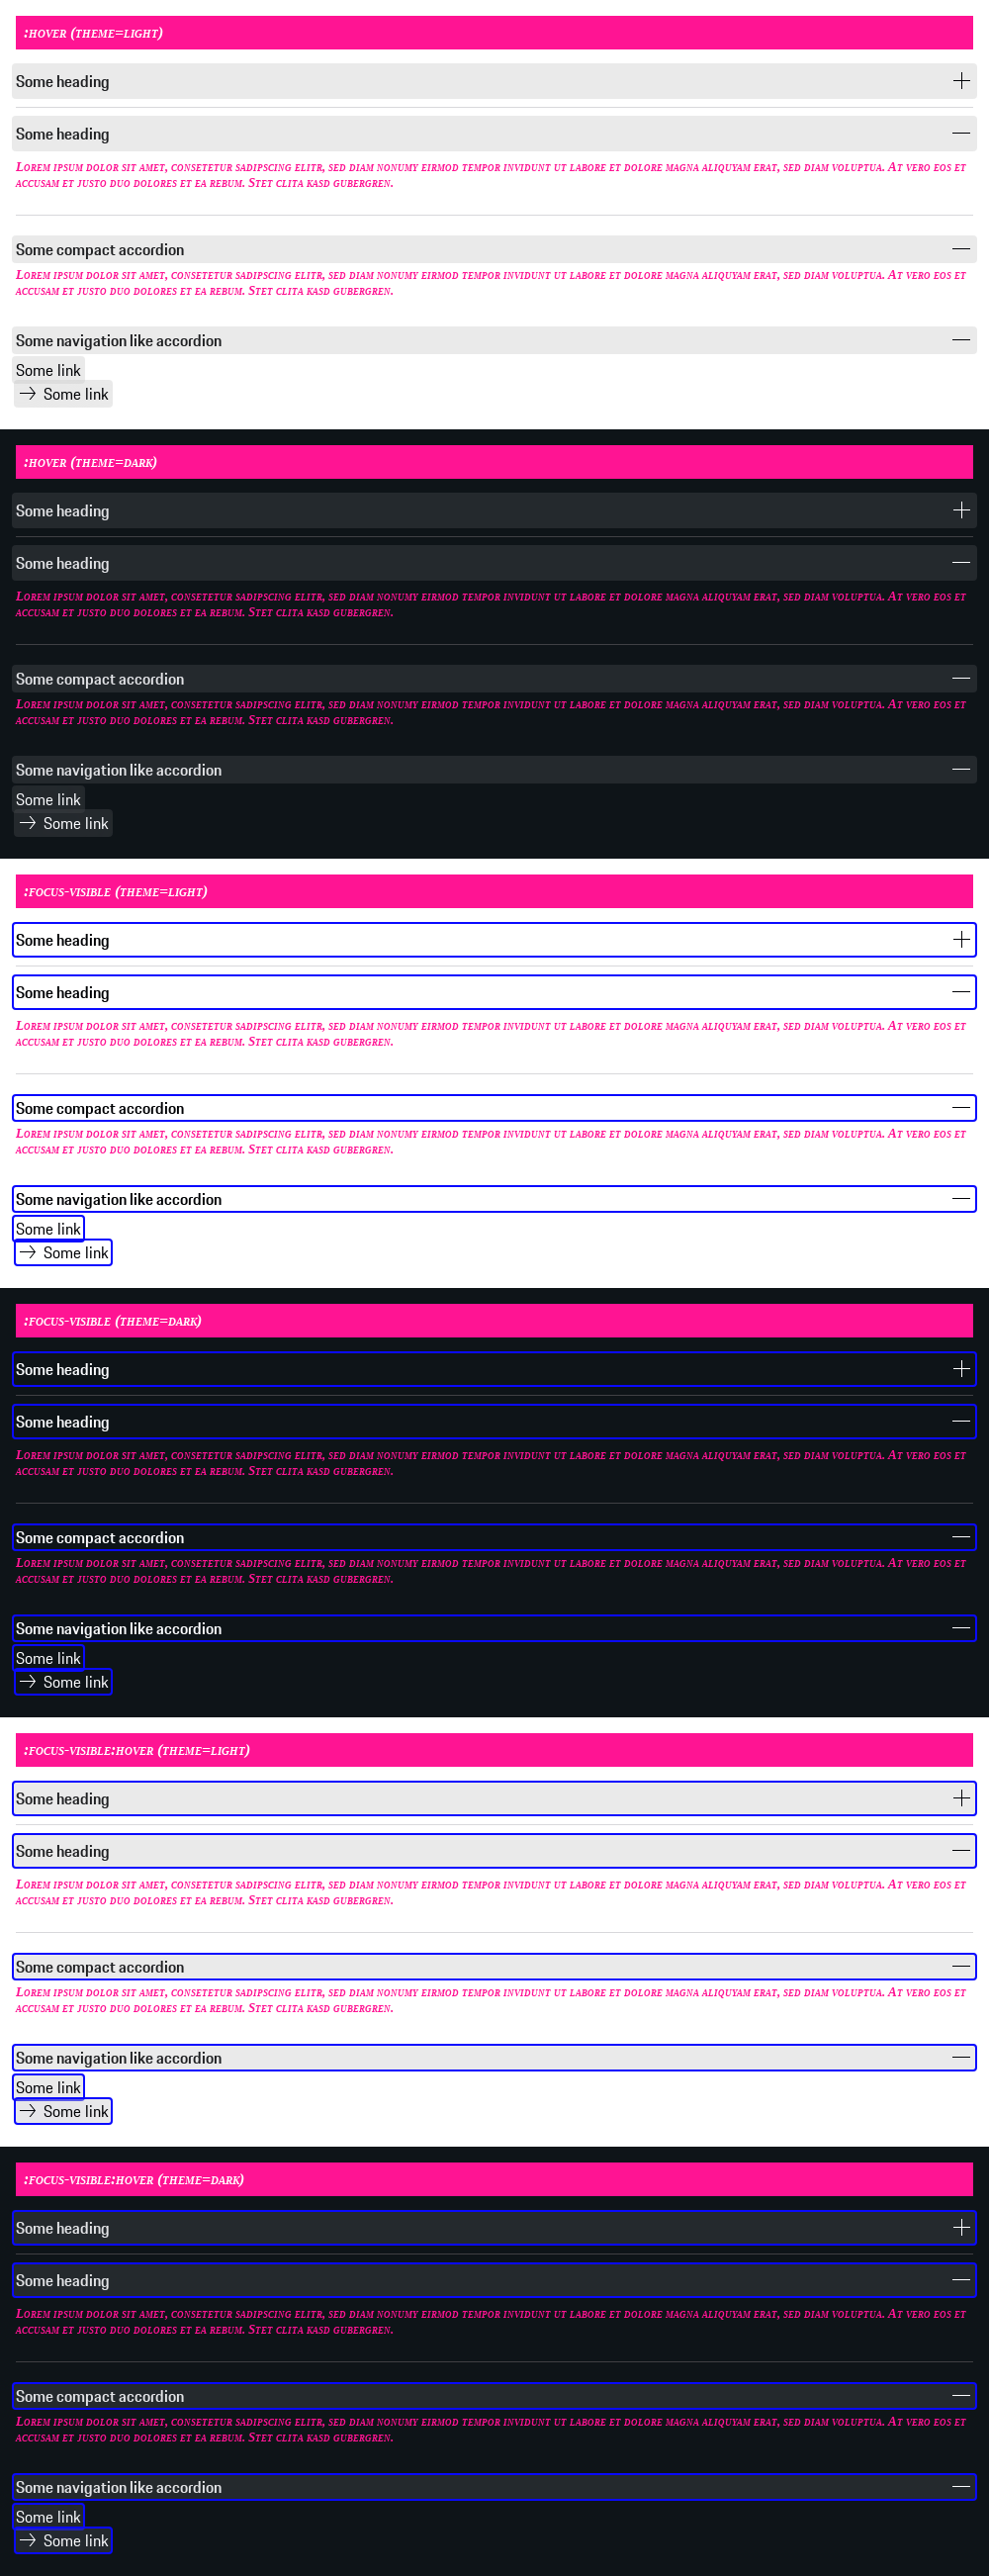 :hover (theme=light)
Some heading
Some heading
Lorem ipsum dolor sit amet, consetetur sadipscing elitr, sed diam nonumy eirmod tempor invidunt ut labore et dolore magna aliquyam erat, sed diam voluptua. At vero eos et
accusam et justo duo dolores et ea rebum. Stet clita kasd gubergren.
Some compact accordion
Lorem ipsum dolor sit amet, consetetur sadipscing elitr, sed diam nonumy eirmod tempor invidunt ut labore et dolore magna aliquyam erat, sed diam voluptua. At vero eos et
accusam et justo duo dolores et ea rebum. Stet clita kasd gubergren.
Some navigation like accordion
Some link
Some link
:hover (theme=dark)
Some heading
Some heading
Lorem ipsum dolor sit amet, consetetur sadipscing elitr, sed diam nonumy eirmod tempor invidunt ut labore et dolore magna aliquyam erat, sed diam voluptua. At vero eos et
accusam et justo duo dolores et ea rebum. Stet clita kasd gubergren.
Some compact accordion
Lorem ipsum dolor sit amet, consetetur sadipscing elitr, sed diam nonumy eirmod tempor invidunt ut labore et dolore magna aliquyam erat, sed diam voluptua. At vero eos et
accusam et justo duo dolores et ea rebum. Stet clita kasd gubergren.
Some navigation like accordion
Some link
Some link
:focus-visible (theme=light)
Some heading
Some heading
Lorem ipsum dolor sit amet, consetetur sadipscing elitr, sed diam nonumy eirmod tempor invidunt ut labore et dolore magna aliquyam erat, sed diam voluptua. At vero eos et
accusam et justo duo dolores et ea rebum. Stet clita kasd gubergren.
Some compact accordion
Lorem ipsum dolor sit amet, consetetur sadipscing elitr, sed diam nonumy eirmod tempor invidunt ut labore et dolore magna aliquyam erat, sed diam voluptua. At vero eos et
accusam et justo duo dolores et ea rebum. Stet clita kasd gubergren.
Some navigation like accordion
Some link
Some link
:focus-visible (theme=dark)
Some heading
Some heading
Lorem ipsum dolor sit amet, consetetur sadipscing elitr, sed diam nonumy eirmod tempor invidunt ut labore et dolore magna aliquyam erat, sed diam voluptua. At vero eos et
accusam et justo duo dolores et ea rebum. Stet clita kasd gubergren.
Some compact accordion
Lorem ipsum dolor sit amet, consetetur sadipscing elitr, sed diam nonumy eirmod tempor invidunt ut labore et dolore magna aliquyam erat, sed diam voluptua. At vero eos et
accusam et justo duo dolores et ea rebum. Stet clita kasd gubergren.
Some navigation like accordion
Some link
Some link
:focus-visible:hover (theme=light)
Some heading
Some heading
Lorem ipsum dolor sit amet, consetetur sadipscing elitr, sed diam nonumy eirmod tempor invidunt ut labore et dolore magna aliquyam erat, sed diam voluptua. At vero eos et
accusam et justo duo dolores et ea rebum. Stet clita kasd gubergren.
Some compact accordion
Lorem ipsum dolor sit amet, consetetur sadipscing elitr, sed diam nonumy eirmod tempor invidunt ut labore et dolore magna aliquyam erat, sed diam voluptua. At vero eos et
accusam et justo duo dolores et ea rebum. Stet clita kasd gubergren.
Some navigation like accordion
Some link
Some link
:focus-visible:hover (theme=dark)
Some heading
Some heading
Lorem ipsum dolor sit amet, consetetur sadipscing elitr, sed diam nonumy eirmod tempor invidunt ut labore et dolore magna aliquyam erat, sed diam voluptua. At vero eos et
accusam et justo duo dolores et ea rebum. Stet clita kasd gubergren.
Some compact accordion
Lorem ipsum dolor sit amet, consetetur sadipscing elitr, sed diam nonumy eirmod tempor invidunt ut labore et dolore magna aliquyam erat, sed diam voluptua. At vero eos et
accusam et justo duo dolores et ea rebum. Stet clita kasd gubergren.
Some navigation like accordion
Some link
Some link